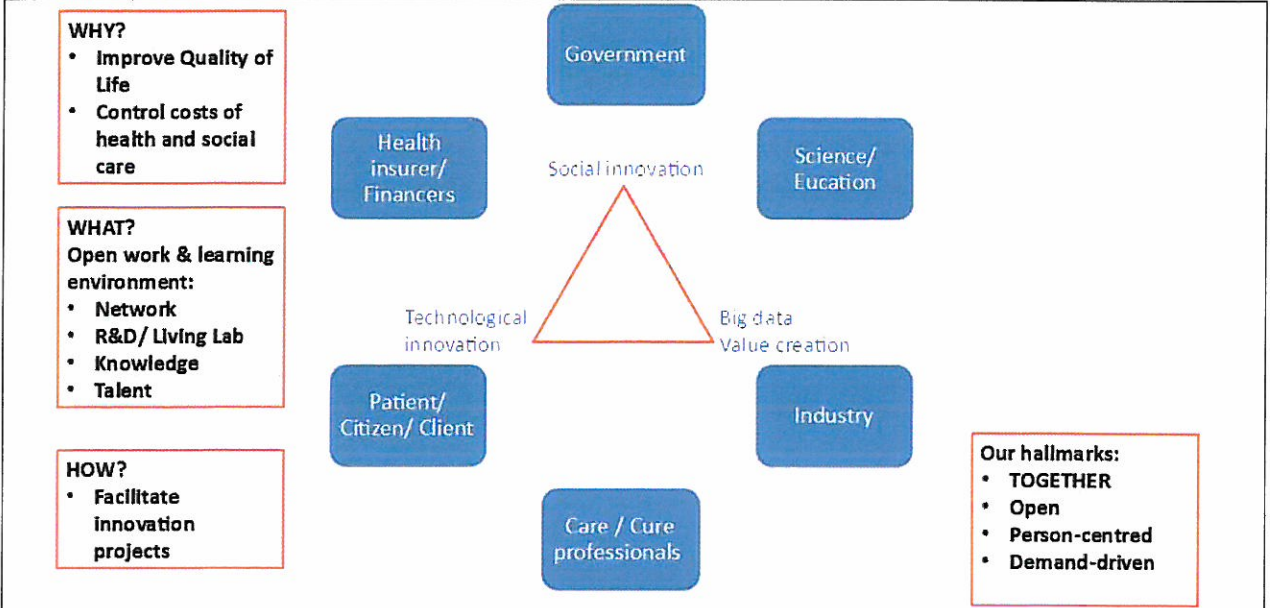 WHY?
• Improve Quality of
Life
• Control costs of
health and social
care
WHAT?
Open work & learning
environment:
• Network
• R&D/ Living Lab
• Knowledge
• Talent
HOW?
• Facilitate
innovation
projects
Government
Health
insurer/
Financers
Science/
Eucation
Social innovation
Technological
innovation
Big data
Value creation
Patient/
Citizen/ Client
Industry
Care / Cure
professionals
Our hallmarks:
• TOGETHER
• Open
• Person-centred
• Demand-driven